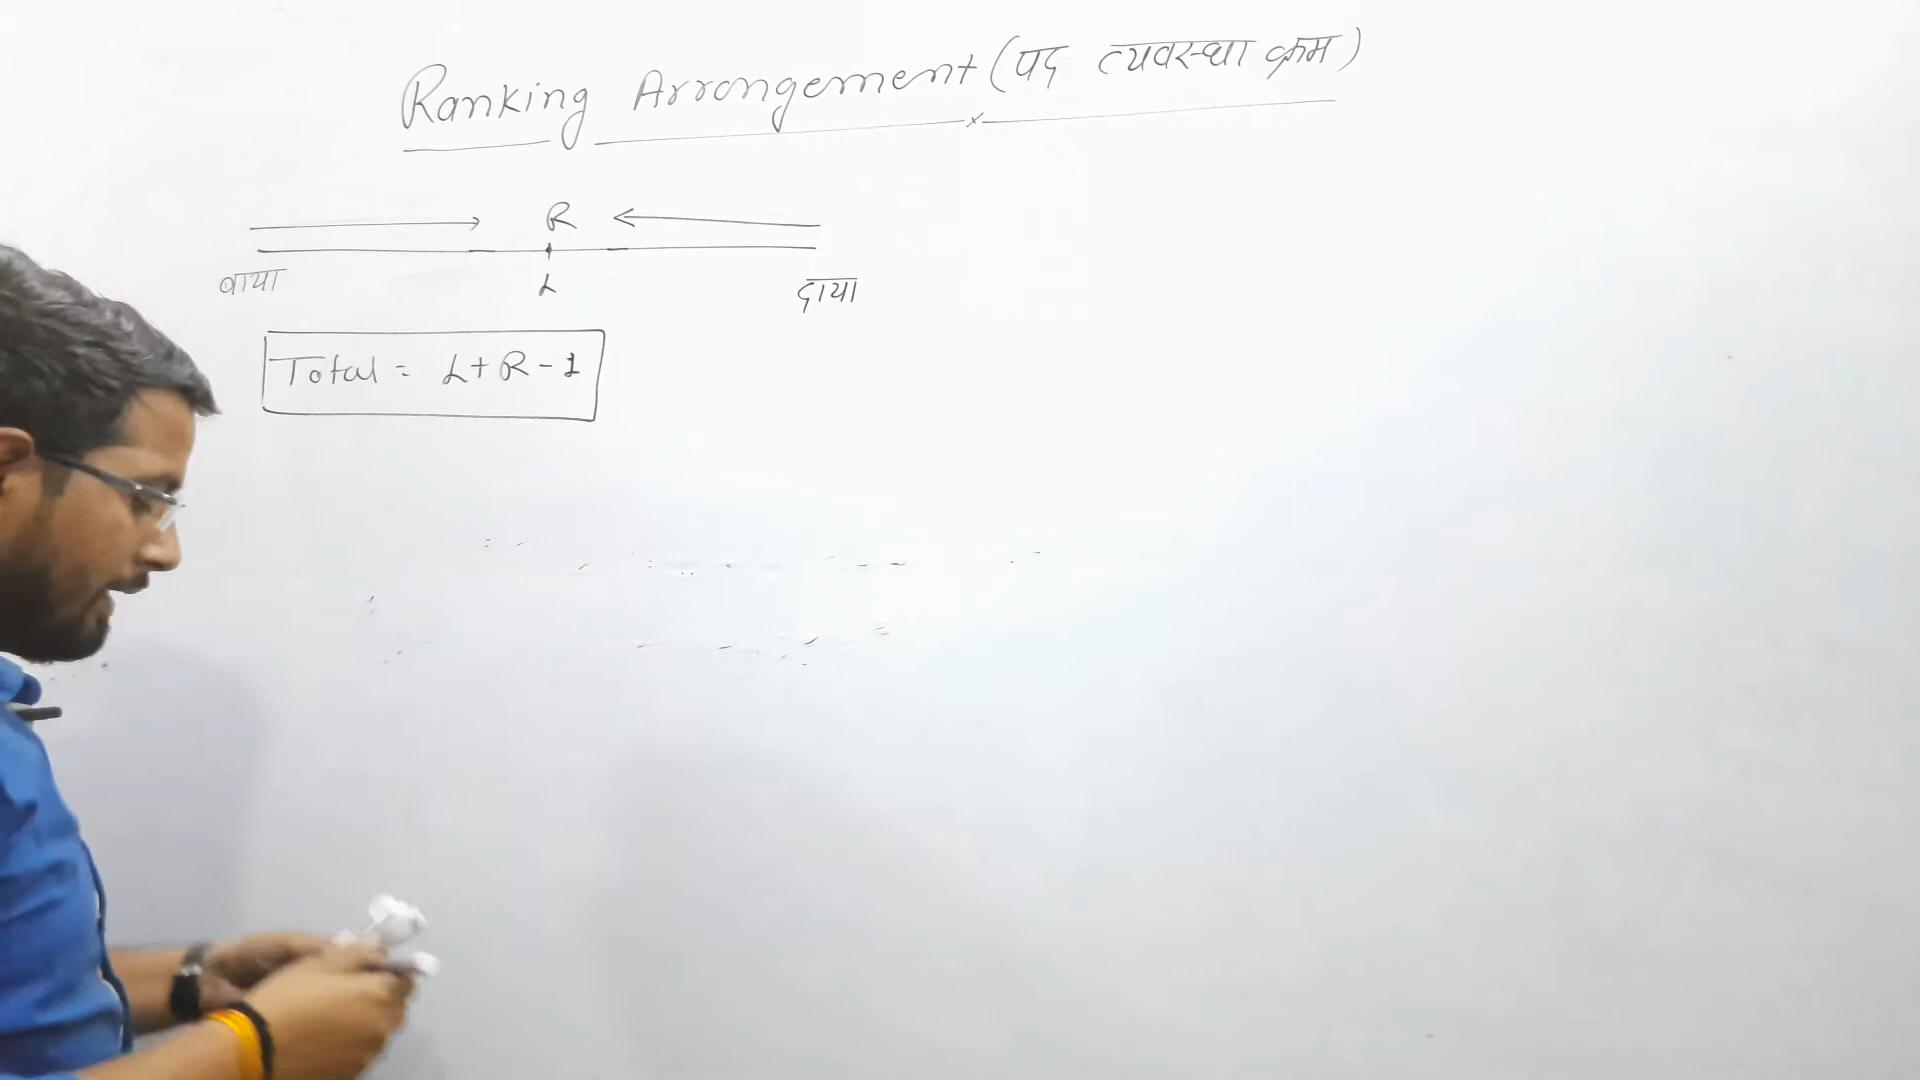 Ranking Arrangement (पद व्यवस्था क्रम)
R
बाया L दाया
Total = L + R - 1